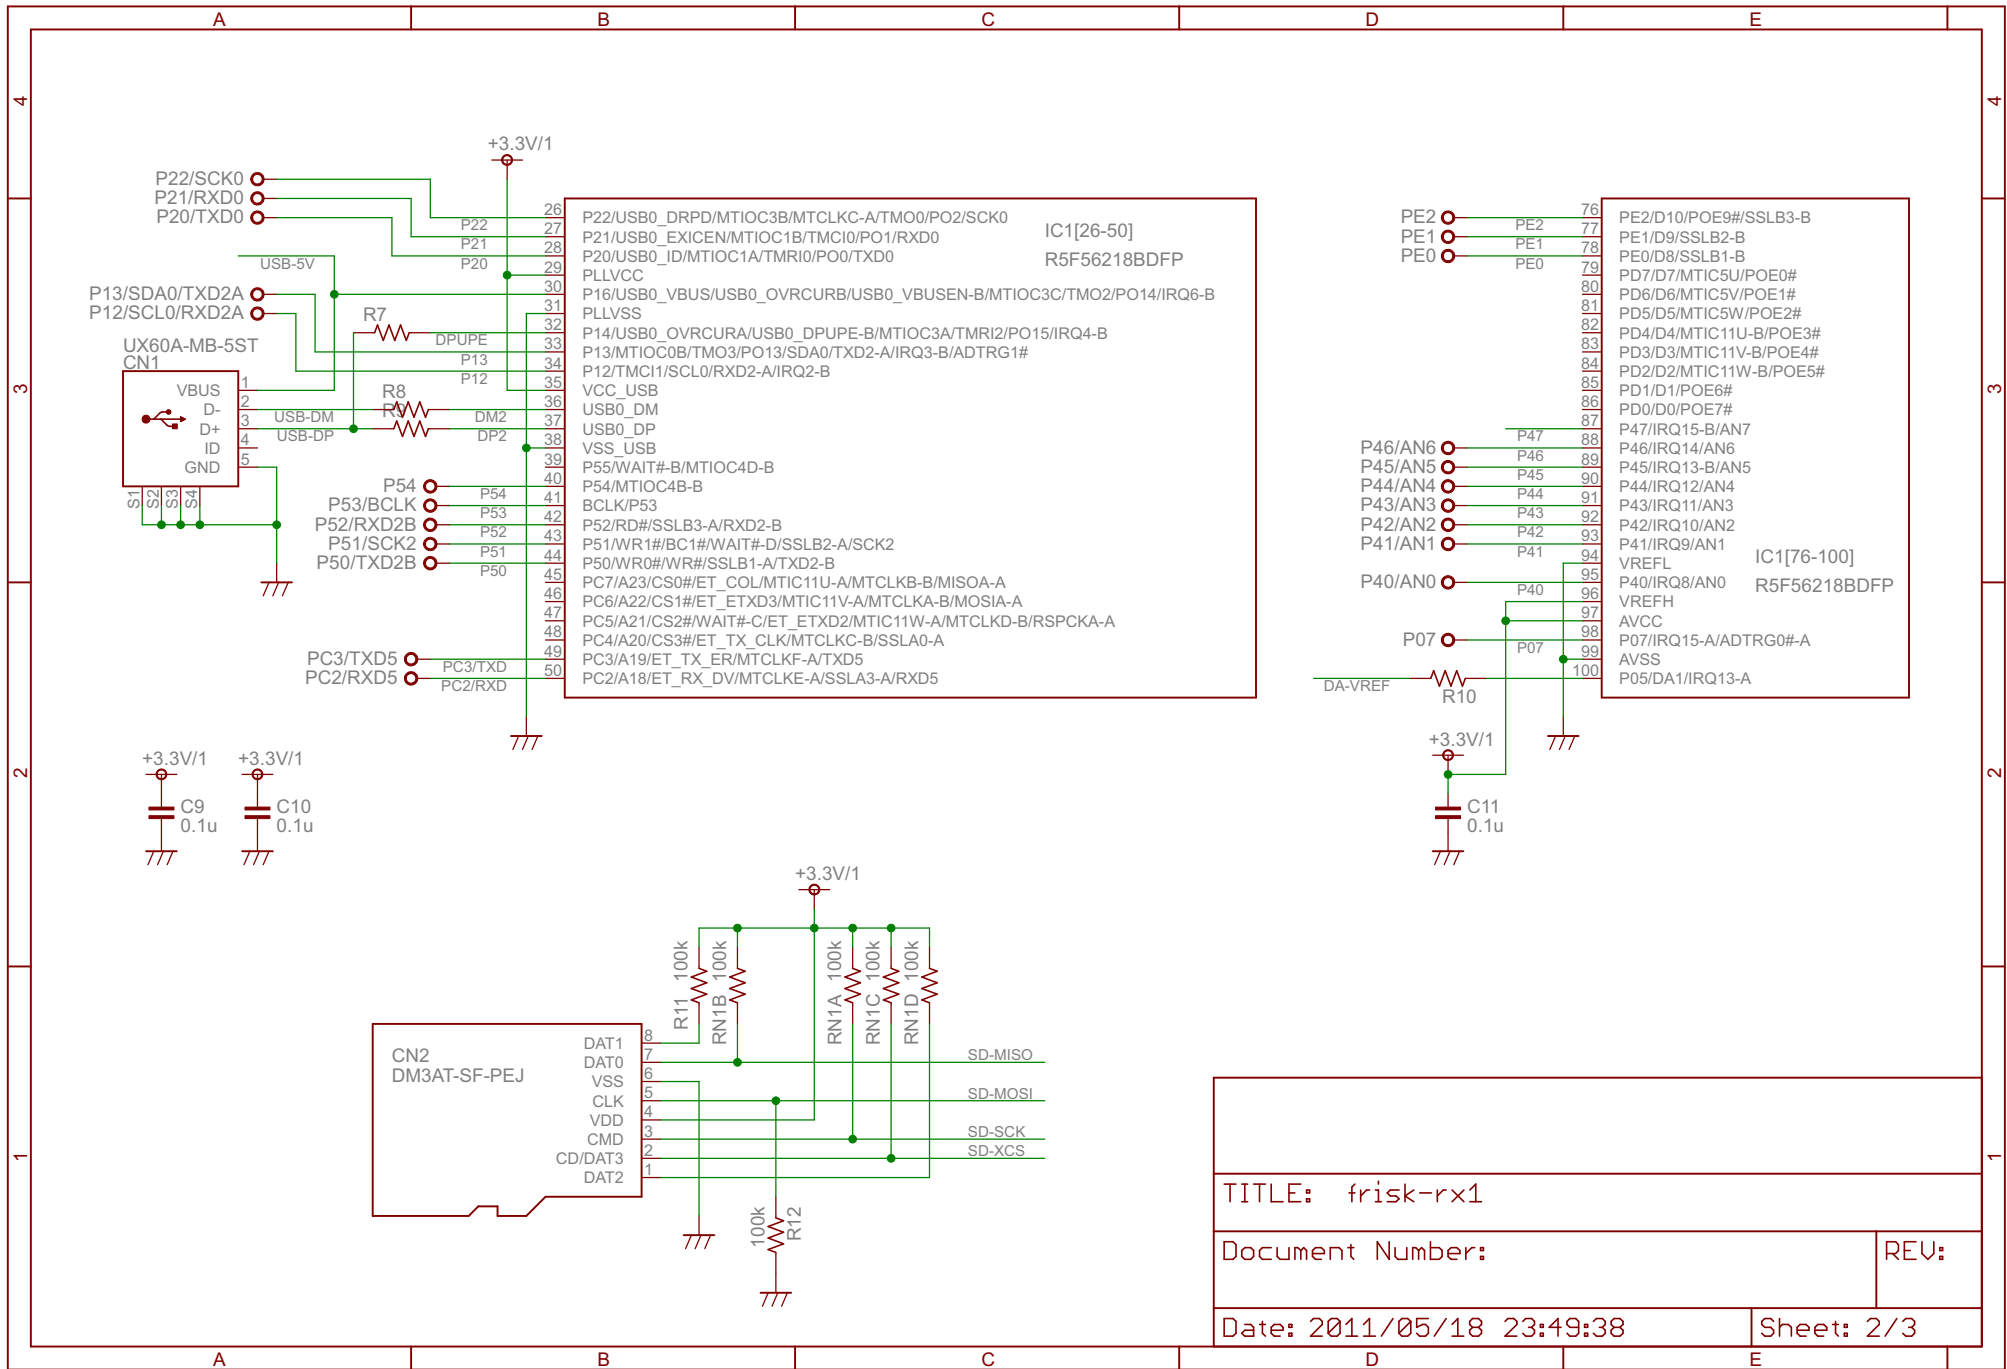 A B C D E
4 4
+3.3V/1
P22/SCK0
P21/RXD0
P20/TXD0
USB-5V
P13/SDA0/TXD2A
P12/SCL0/RXD2A
UX60A-MB-5ST
CN1
VBUS 1
D- 2
D+ 3
ID 4
GND 5
S1 S2 S3 S4
R7
R8
R9
USB-DM
USB-DP
P22
P21
P20
DPUPE
P13
P12
DM2
DP2
P54
P53/BCLK
P52/RXD2B
P51/SCK2
P50/TXD2B
P54
P53
P52
P51
P50
PC3/TXD5
PC2/RXD5
PC3/TXD
PC2/RXD
IC1[26-50]
R5F56218BDFP
26 P22/USB0_DRPD/MTIOC3B/MTCLKC-A/TMO0/PO2/SCK0
27 P21/USB0_EXICEN/MTIOC1B/TMCI0/PO1/RXD0
28 P20/USB0_ID/MTIOC1A/TMRI0/PO0/TXD0
29 PLLVCC
30 P16/USB0_VBUS/USB0_OVRCURB/USB0_VBUSEN-B/MTIOC3C/TMO2/PO14/IRQ6-B
31 PLLVSS
32 P14/USB0_OVRCURA/USB0_DPUPE-B/MTIOC3A/TMRI2/PO15/IRQ4-B
33 P13/MTIOC0B/TMO3/PO13/SDA0/TXD2-A/IRQ3-B/ADTRG1#
34 P12/TMCI1/SCL0/RXD2-A/IRQ2-B
35 VCC_USB
36 USB0_DM
37 USB0_DP
38 VSS_USB
39 P55/WAIT#-B/MTIOC4D-B
40 P54/MTIOC4B-B
41 BCLK/P53
42 P52/RD#/SSLB3-A/RXD2-B
43 P51/WR1#/BC1#/WAIT#-D/SSLB2-A/SCK2
44 P50/WR0#/WR#/SSLB1-A/TXD2-B
45 PC7/A23/CS0#/ET_COL/MTIC11U-A/MTCLKB-B/MISOA-A
46 PC6/A22/CS1#/ET_ETXD3/MTIC11V-A/MTCLKA-B/MOSIA-A
47 PC5/A21/CS2#/WAIT#-C/ET_ETXD2/MTIC11W-A/MTCLKD-B/RSPCKA-A
48 PC4/A20/CS3#/ET_TX_CLK/MTCLKC-B/SSLA0-A
49 PC3/A19/ET_TX_ER/MTCLKF-A/TXD5
50 PC2/A18/ET_RX_DV/MTCLKE-A/SSLA3-A/RXD5
PE2
PE1
PE0
PE2
PE1
PE0
P47
P46/AN6
P45/AN5
P44/AN4
P43/AN3
P42/AN2
P41/AN1
P40/AN0
P07
P46
P45
P44
P43
P42
P41
P40
P07
DA-VREF
R10
76 PE2/D10/POE9#/SSLB3-B
77 PE1/D9/SSLB2-B
78 PE0/D8/SSLB1-B
79 PD7/D7/MTIC5U/POE0#
80 PD6/D6/MTIC5V/POE1#
81 PD5/D5/MTIC5W/POE2#
82 PD4/D4/MTIC11U-B/POE3#
83 PD3/D3/MTIC11V-B/POE4#
84 PD2/D2/MTIC11W-B/POE5#
85 PD1/D1/POE6#
86 PD0/D0/POE7#
87 P47/IRQ15-B/AN7
88 P46/IRQ14/AN6
89 P45/IRQ13-B/AN5
90 P44/IRQ12/AN4
91 P43/IRQ11/AN3
92 P42/IRQ10/AN2
93 P41/IRQ9/AN1
94 VREFL
95 P40/IRQ8/AN0
96 VREFH
97 AVCC
98 P07/IRQ15-A/ADTRG0#-A
99 AVSS
100 P05/DA1/IRQ13-A
IC1[76-100]
R5F56218BDFP
3 3
2 2
+3.3V/1 +3.3V/1
C9
0.1u
C10
0.1u
+3.3V/1
C11
0.1u
+3.3V/1
R11 100k
RN1B 100k
RN1A 100k
RN1C 100k
RN1D 100k
CN2
DM3AT-SF-PEJ
DAT1 8
DAT0 7
VSS 6
CLK 5
VDD 4
CMD 3
CD/DAT3 2
DAT2 1
SD-MISO
SD-MOSI
SD-SCK
SD-XCS
100k R12
1 1
TITLE: frisk-rx1
Document Number:
REV:
Date: 2011/05/18 23:49:38
Sheet: 2/3
A B C D E